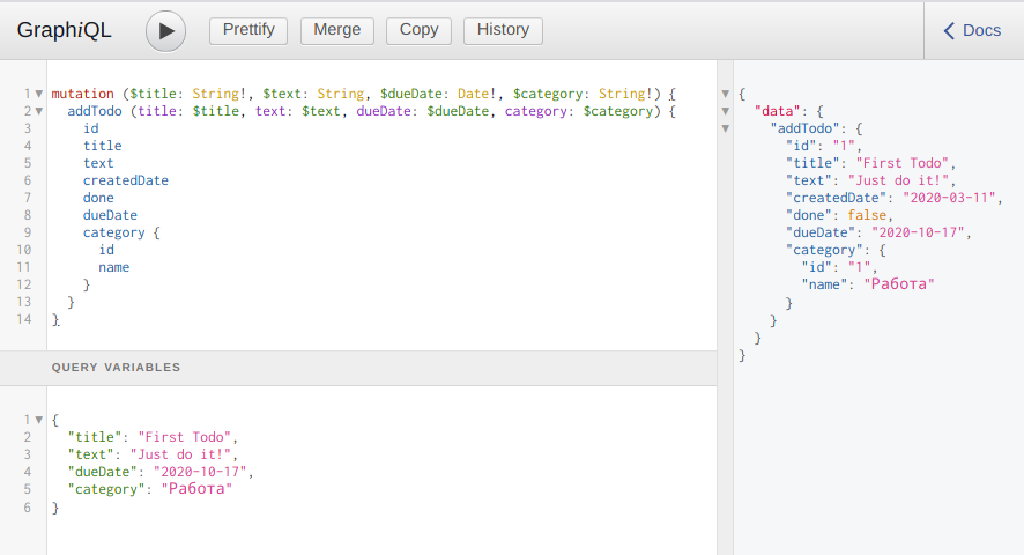 GraphiQL
Prettify
Merge
Copy
History
Docs
1 mutation ($title: String!, $text: String, $dueDate: Date!, $category: String!) {
2 addTodo (title: $title, text: $text, dueDate: $dueDate, category: $category) {
3 id
4 title
5 text
6 createdDate
7 done
8 dueDate
9 category {
10 id
11 name
12 }
13 }
14 }
QUERY VARIABLES
1 {
2 "title": "First Todo",
3 "text": "Just do it!",
4 "dueDate": "2020-10-17",
5 "category": "Работа"
6 }
{
"data": {
"addTodo": {
"id": "1",
"title": "First Todo",
"text": "Just do it!",
"createdDate": "2020-03-11",
"done": false,
"dueDate": "2020-10-17",
"category": {
"id": "1",
"name": "Работа"
}
}
}
}